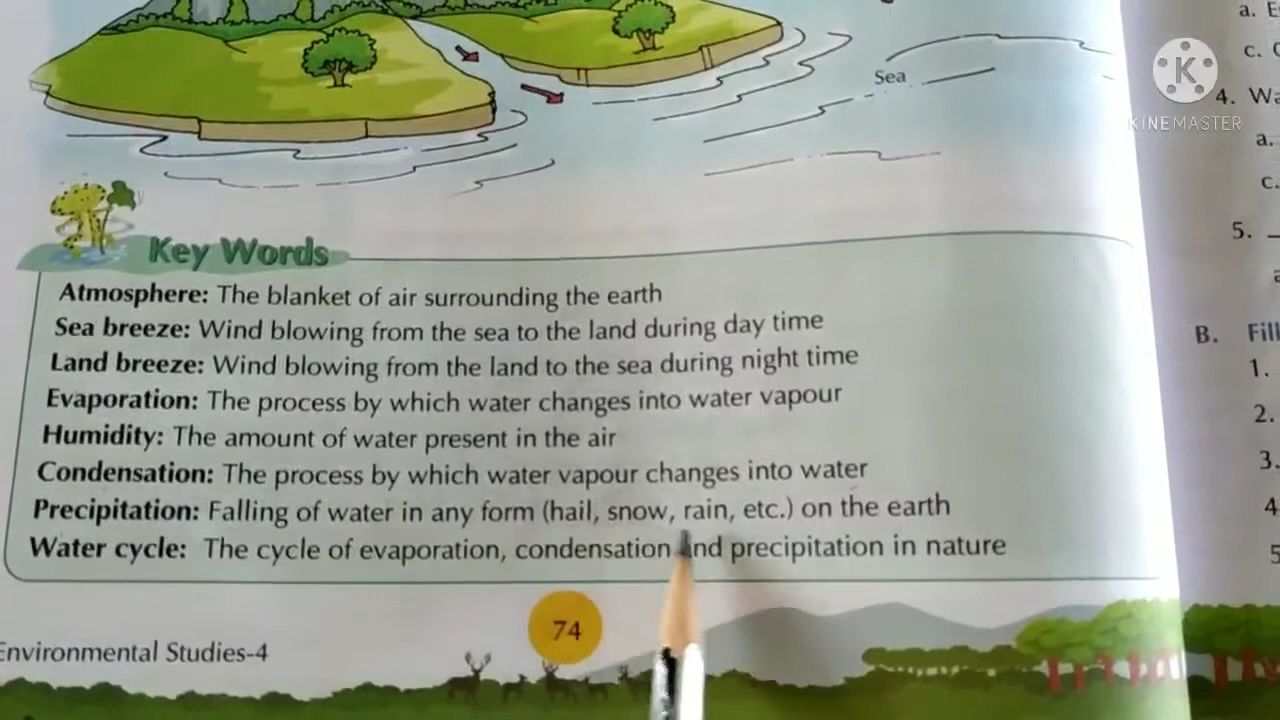 Sea
Key Words
Atmosphere: The blanket of air surrounding the earth
Sea breeze: Wind blowing from the sea to the land during day time
Land breeze: Wind blowing from the land to the sea during night time
Evaporation: The process by which water changes into water vapour
Humidity: The amount of water present in the air
Condensation: The process by which water vapour changes into water
Precipitation: Falling of water in any form (hail, snow, rain, etc.) on the earth
Water cycle: The cycle of evaporation, condensation and precipitation in nature
74
Environmental Studies-4
a.
c.
4. Wa
a.
c.
5.
B. Fill
1.
2.
3.
4
5
K
KINEMASTER